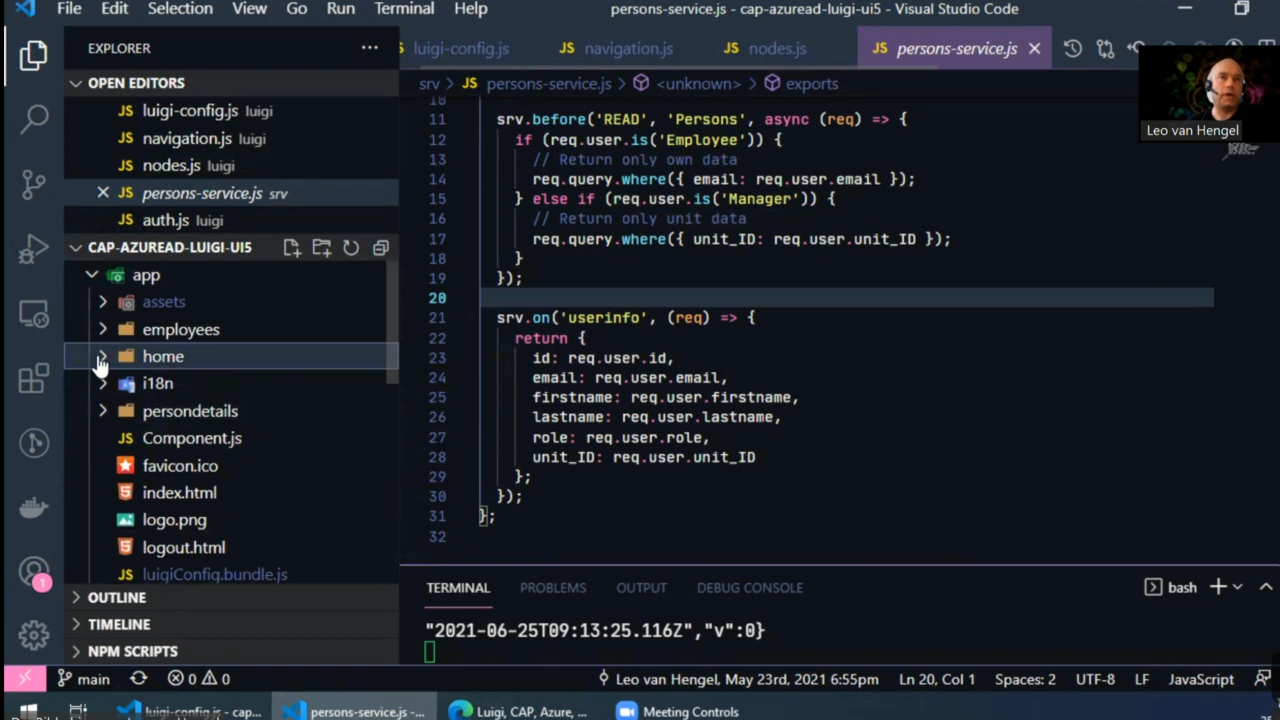 File Edit Selection View Go Run Terminal Help persons-service.js - cap-azuread-luigi-ui5 - Visual Studio Code
EXPLORER
OPEN EDITORS
JS luigi-config.js luigi
JS navigation.js luigi
JS nodes.js luigi
JS persons-service.js srv
JS auth.js luigi
CAP-AZUREAD-LUIGI-UI5
app
assets
employees
home
i18n
persondetails
JS Component.js
favicon.ico
index.html
logo.png
logout.html
JS luigiConfig.bundle.js
OUTLINE
TIMELINE
NPM SCRIPTS
luigi-config.js JS navigation.js JS nodes.js JS persons-service.js
srv > JS persons-service.js > <unknown> > exports
Leo van Hengel
10
11 srv.before('READ', 'Persons', async (req) => {
12 if (req.user.is('Employee')) {
13 // Return only own data
14 req.query.where({ email: req.user.email });
15 } else if (req.user.is('Manager')) {
16 // Return only unit data
17 req.query.where({ unit_ID: req.user.unit_ID });
18 }
19 });
20
21 srv.on('userinfo', (req) => {
22 return {
23 id: req.user.id,
24 email: req.user.email,
25 firstname: req.user.firstname,
26 lastname: req.user.lastname,
27 role: req.user.role,
28 unit_ID: req.user.unit_ID
29 };
30 });
31 };
32
TERMINAL PROBLEMS OUTPUT DEBUG CONSOLE bash
"2021-06-25T09:13:25.116Z","v":0}
1
main 0 0 Leo van Hengel, May 23rd, 2021 6:55pm Ln 20, Col 1 Spaces: 2 UTF-8 LF JavaScript
luigi-config.js - cap... persons-service.js -... Luigi, CAP, Azure, ... Meeting Controls